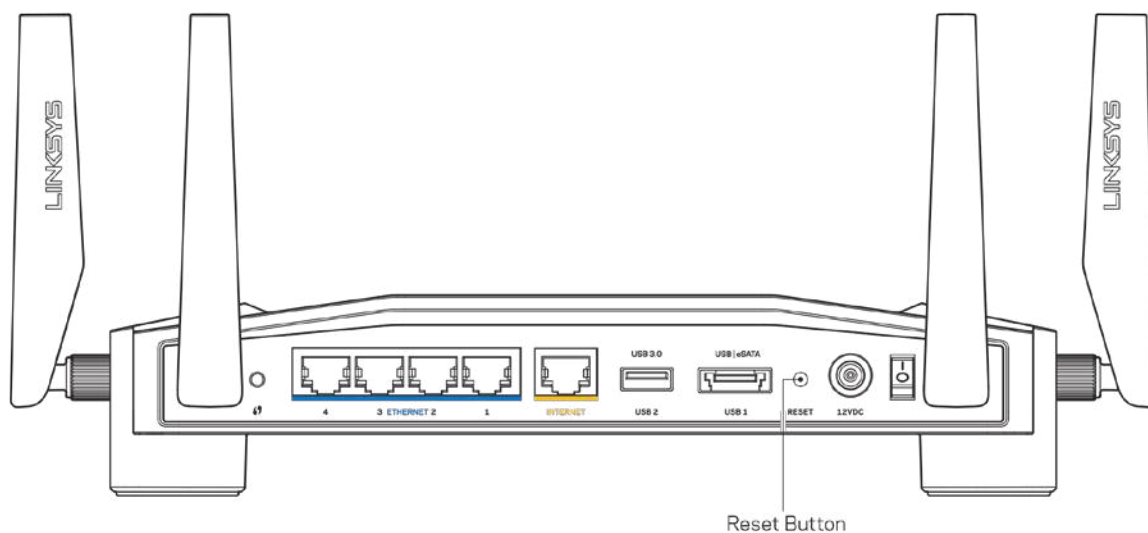 LINKSYS
LINKSYS
USB 3.0
USB | eSATA
4
3
ETHERNET
2
1
INTERNET
USB 2
USB 1
RESET
12VDC
Reset Button